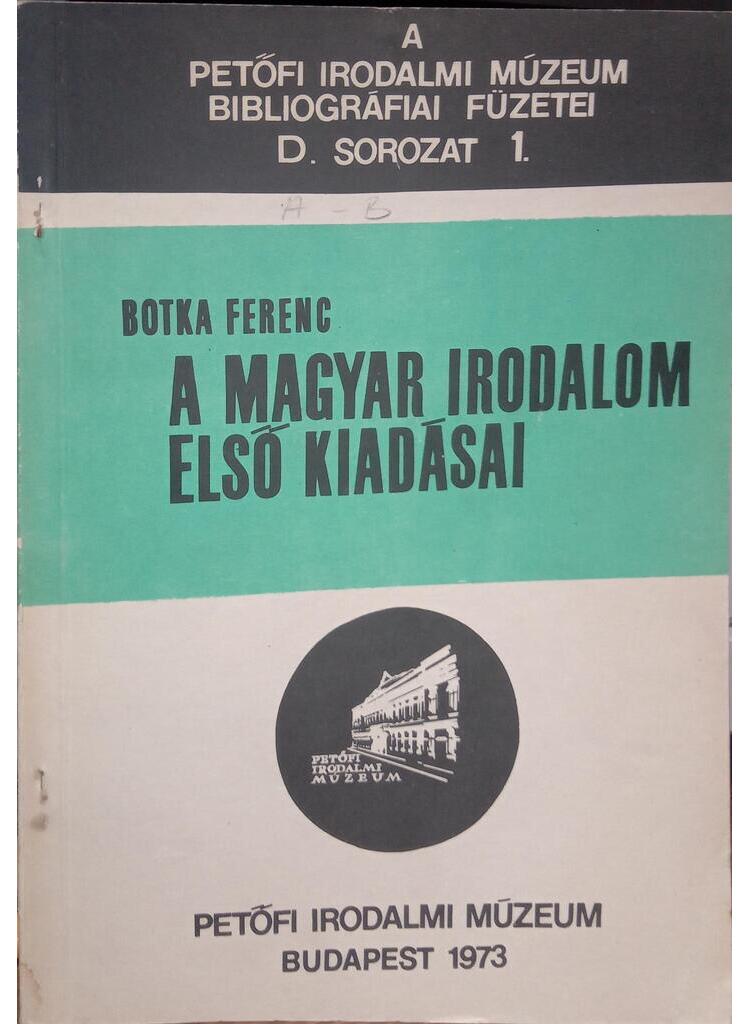 A
PETŐFI IRODALMI MÚZEUM
BIBLIOGRÁFIAI FÜZETEI
D. SOROZAT 1.
A - B
BOTKA FERENC
A MAGYAR IRODALOM
ELSŐ KIADÁSAI
PETŐFI
IRODALMI
MÚZEUM
PETŐFI IRODALMI MÚZEUM
BUDAPEST 1973